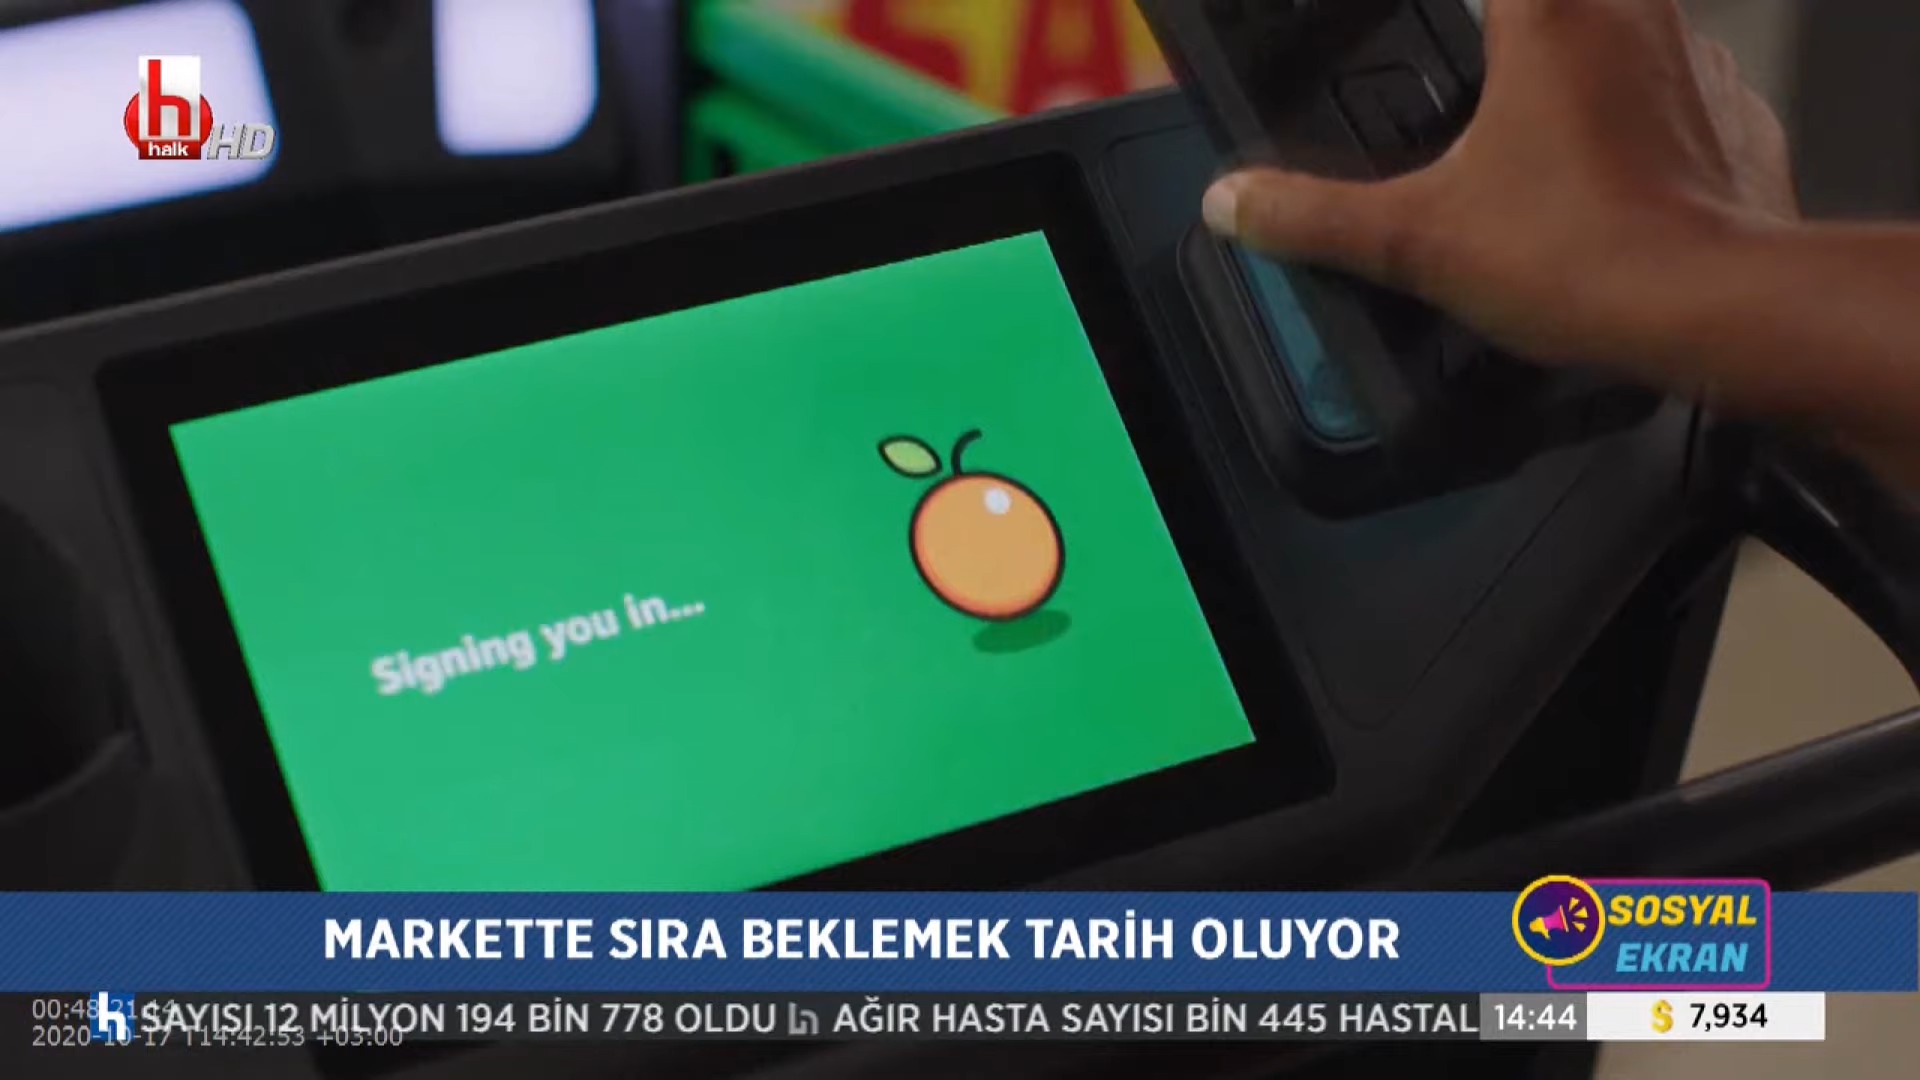 SA
h
halk
HD
Signing you in...
MARKETTE SIRA BEKLEMEK TARİH OLUYOR
SOSYAL
EKRAN
SAYISI 12 MİLYON 194 BİN 778 OLDU h AĞIR HASTA SAYISI BİN 445 HASTAL
14:44
$ 7,934
2020-10-17 T14:42:53 +03:00